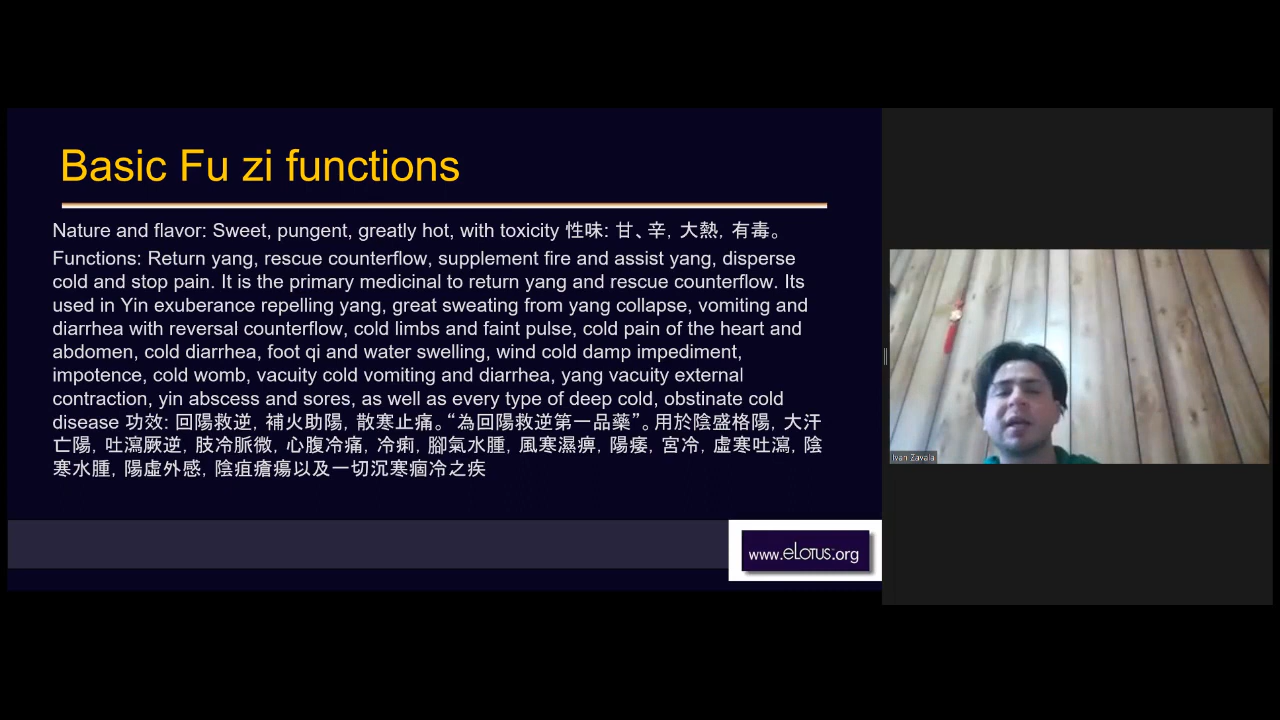 Basic Fu zi functions
Nature and flavor: Sweet, pungent, greatly hot, with toxicity 性味: 甘、辛, 大熱, 有毒。
Functions: Return yang, rescue counterflow, supplement fire and assist yang, disperse
cold and stop pain. It is the primary medicinal to return yang and rescue counterflow. Its
used in Yin exuberance repelling yang, great sweating from yang collapse, vomiting and
diarrhea with reversal counterflow, cold limbs and faint pulse, cold pain of the heart and
abdomen, cold diarrhea, foot qi and water swelling, wind cold damp impediment,
impotence, cold womb, vacuity cold vomiting and diarrhea, yang vacuity external
contraction, yin abscess and sores, as well as every type of deep cold, obstinate cold
disease 功效: 回陽救逆, 補火助陽, 散寒止痛。“為回陽救逆第一品藥”。用於陰盛格陽, 大汗
亡陽, 吐瀉厥逆, 肢冷脈微, 心腹冷痛, 冷痢, 腳氣水腫, 風寒濕痹, 陽痿, 宮冷, 虛寒吐瀉, 陰
寒水腫, 陽虛外感, 陰疽瘡瘍以及一切沉寒痼冷之疾
www.eLotus.org
Ivan Zavala